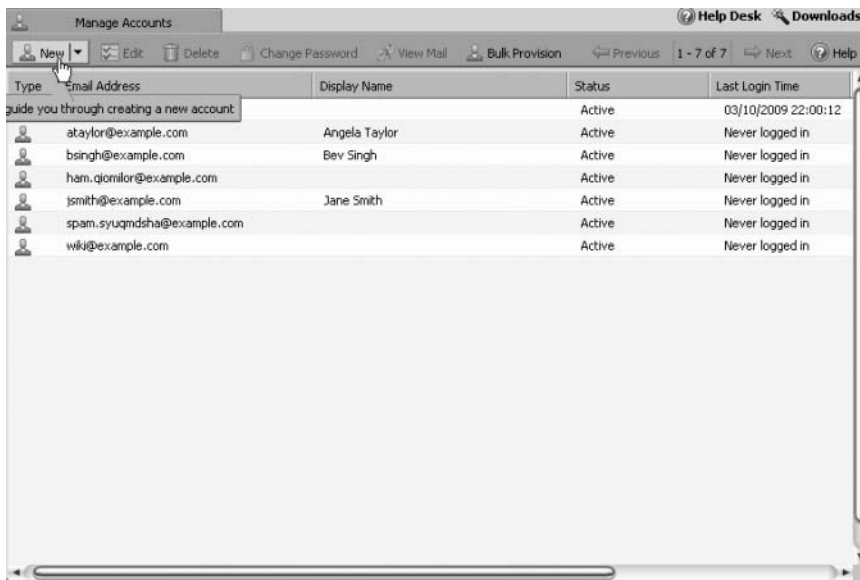 Manage Accounts
Help Desk Downloads
New Edit Delete Change Password View Mail Bulk Provision Previous 1 - 7 of 7 Next Help
Type Email Address Display Name Status Last Login Time
guide you through creating a new account Active 03/10/2009 22:00:12
ataylor@example.com Angela Taylor Active Never logged in
bsingh@example.com Bev Singh Active Never logged in
ham.qiomilor@example.com Active Never logged in
jsmith@example.com Jane Smith Active Never logged in
spam.syuqmdsha@example.com Active Never logged in
wiki@example.com Active Never logged in